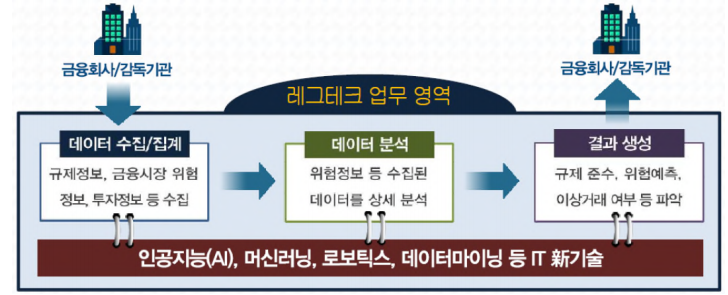 금융회사/감독기관
금융회사/감독기관
레그테크 업무 영역
데이터 수집/집계
규제정보, 금융시장 위험
정보, 투자정보 등 수집
데이터 분석
위험정보 등 수집된
데이터를 상세 분석
결과 생성
규제 준수, 위험예측,
이상거래 여부 등 파악
인공지능(AI), 머신러닝, 로보틱스, 데이터마이닝 등 IT 新기술